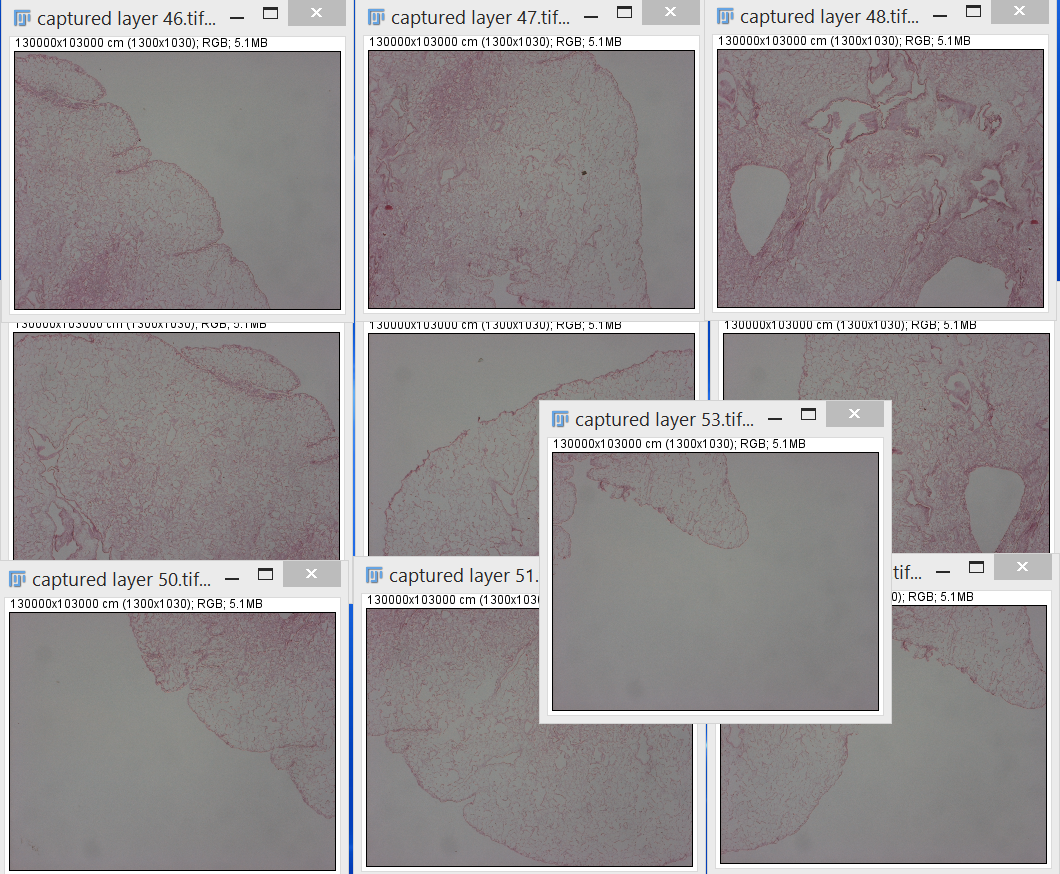 captured layer 46.tif...
130000x103000 cm (1300x1030); RGB; 5.1MB
captured layer 47.tif...
130000x103000 cm (1300x1030); RGB; 5.1MB
captured layer 48.tif...
130000x103000 cm (1300x1030); RGB; 5.1MB
130000x103000 cm (1300x1030); RGB; 5.1MB
130000x103000 cm (1300x1030); RGB; 5.1MB
130000x103000 cm (1300x1030); RGB; 5.1MB
captured layer 53.tif...
130000x103000 cm (1300x1030); RGB; 5.1MB
captured layer 50.tif...
130000x103000 cm (1300x1030); RGB; 5.1MB
captured layer 51.
130000x103000 cm (1300x103
tif...
0); RGB; 5.1MB